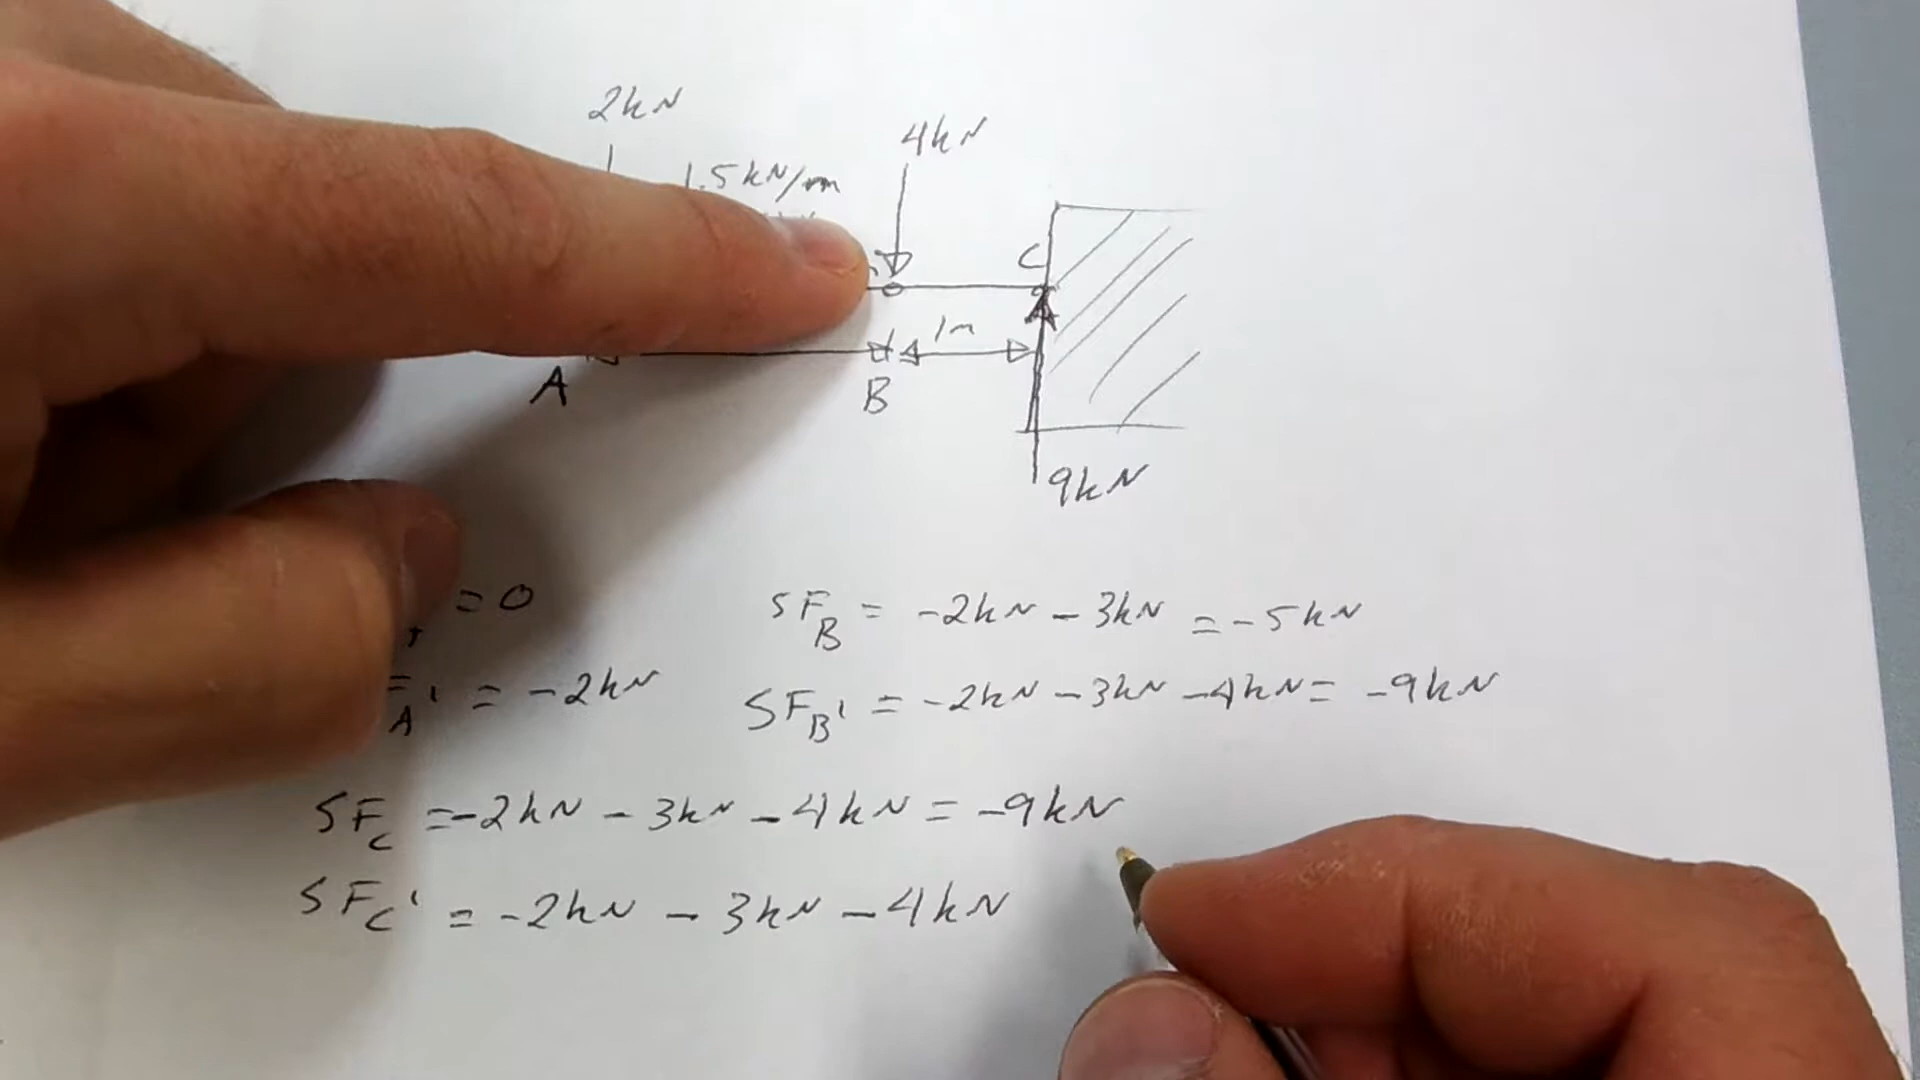 2kN
4kN
1.5kN/m
C
1m
A
B
9kN
= 0
SF_B = -2kN - 3kN = -5kN
A' = -2kN
SF_B' = -2kN - 3kN - 4kN = -9kN
SF_C = -2kN - 3kN - 4kN = -9kN
SF_C' = -2kN - 3kN - 4kN